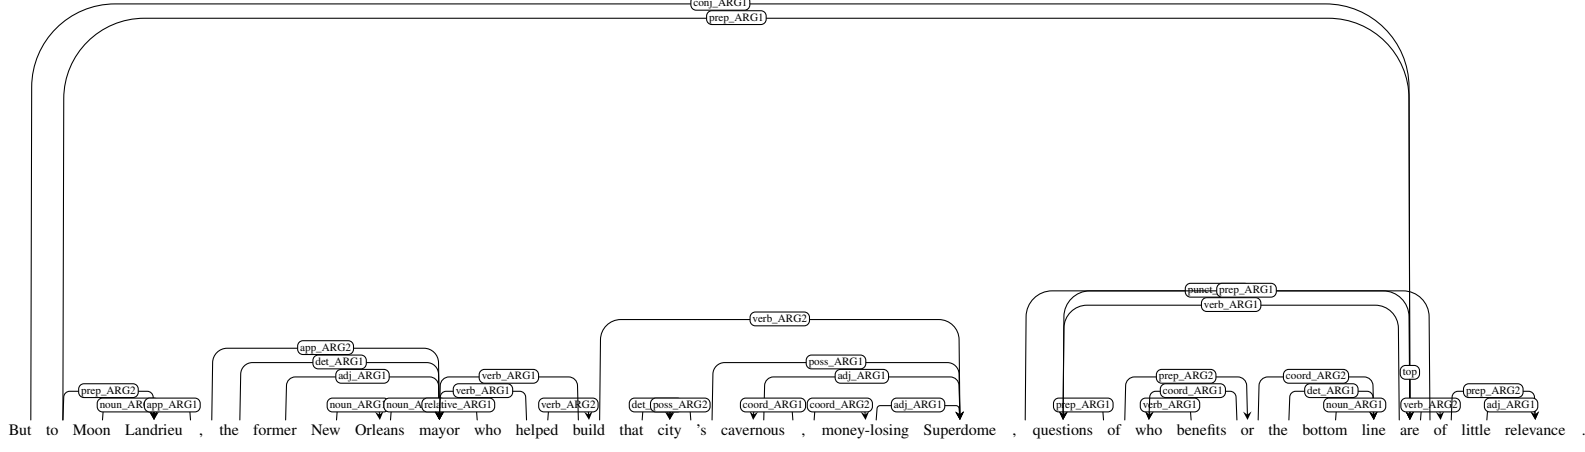 conj_ARG1
prep_ARG1
prep_ARG1
verb_ARG1
verb_ARG2
app_ARG2
det_ARG1 poss_ARG1
adj_ARG1 verb_ARG1 adj_ARG1 prep_ARG2 coord_ARG2 top
prep_ARG2 verb_ARG1 coord_ARG1 det_ARG1 prep_ARG2
app_ARG1 relative_ARG1 verb_ARG2 poss_ARG2 coord_ARG1 coord_ARG2 adj_ARG1 prep_ARG1 verb_ARG1 noun_ARG1 verb_ARG2 adj_ARG1
But to Moon Landrieu , the former New Orleans mayor who helped build that city 's cavernous , money-losing Superdome , questions of who benefits or the bottom line are of little relevance .